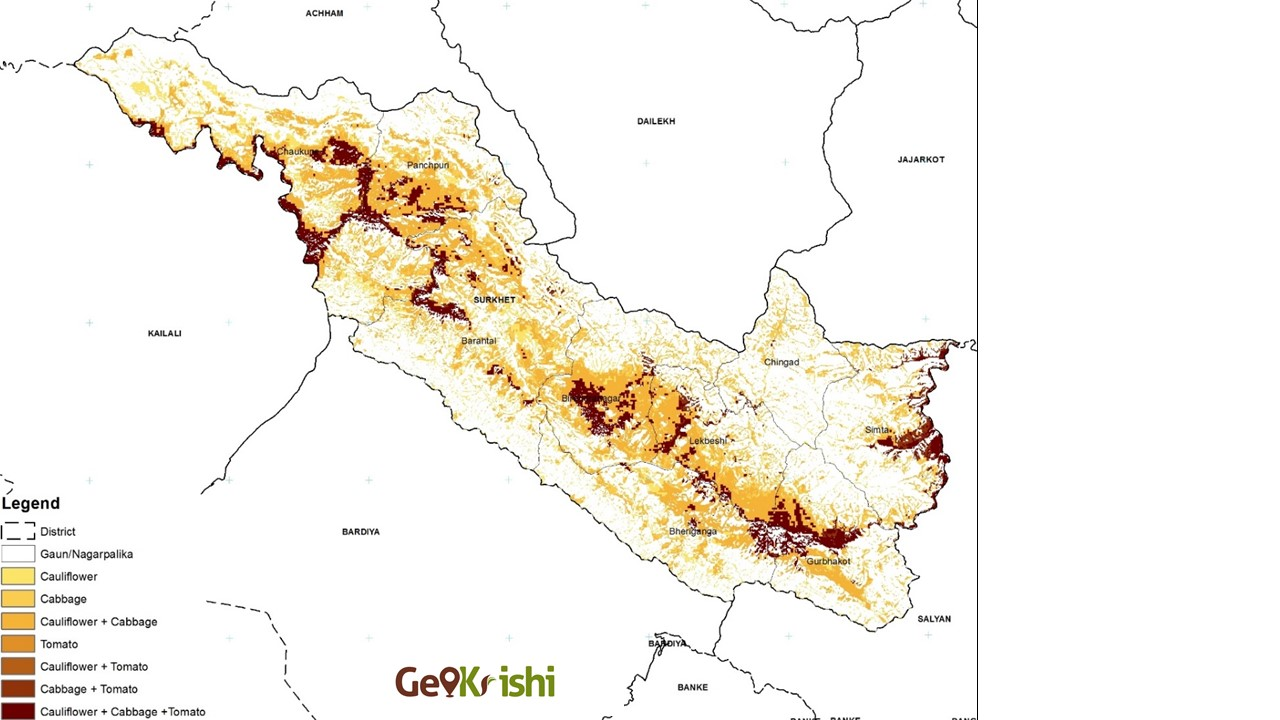 ACHHAM
DAILEKH
JAJARKOT
Chaukune
Panchpuri
SURKHET
KAILALI
Barahtal
Chingad
Simta
Lekbeshi
BARDIYA
Bheriganga
Gurbhakot
SALYAN
BARDIYA
BANKE
BANKE
Legend
District
Gaun/Nagarpalika
Cauliflower
Cabbage
Cauliflower + Cabbage
Tomato
Cauliflower + Tomato
Cabbage + Tomato
Cauliflower + Cabbage +Tomato
GeoKrishi